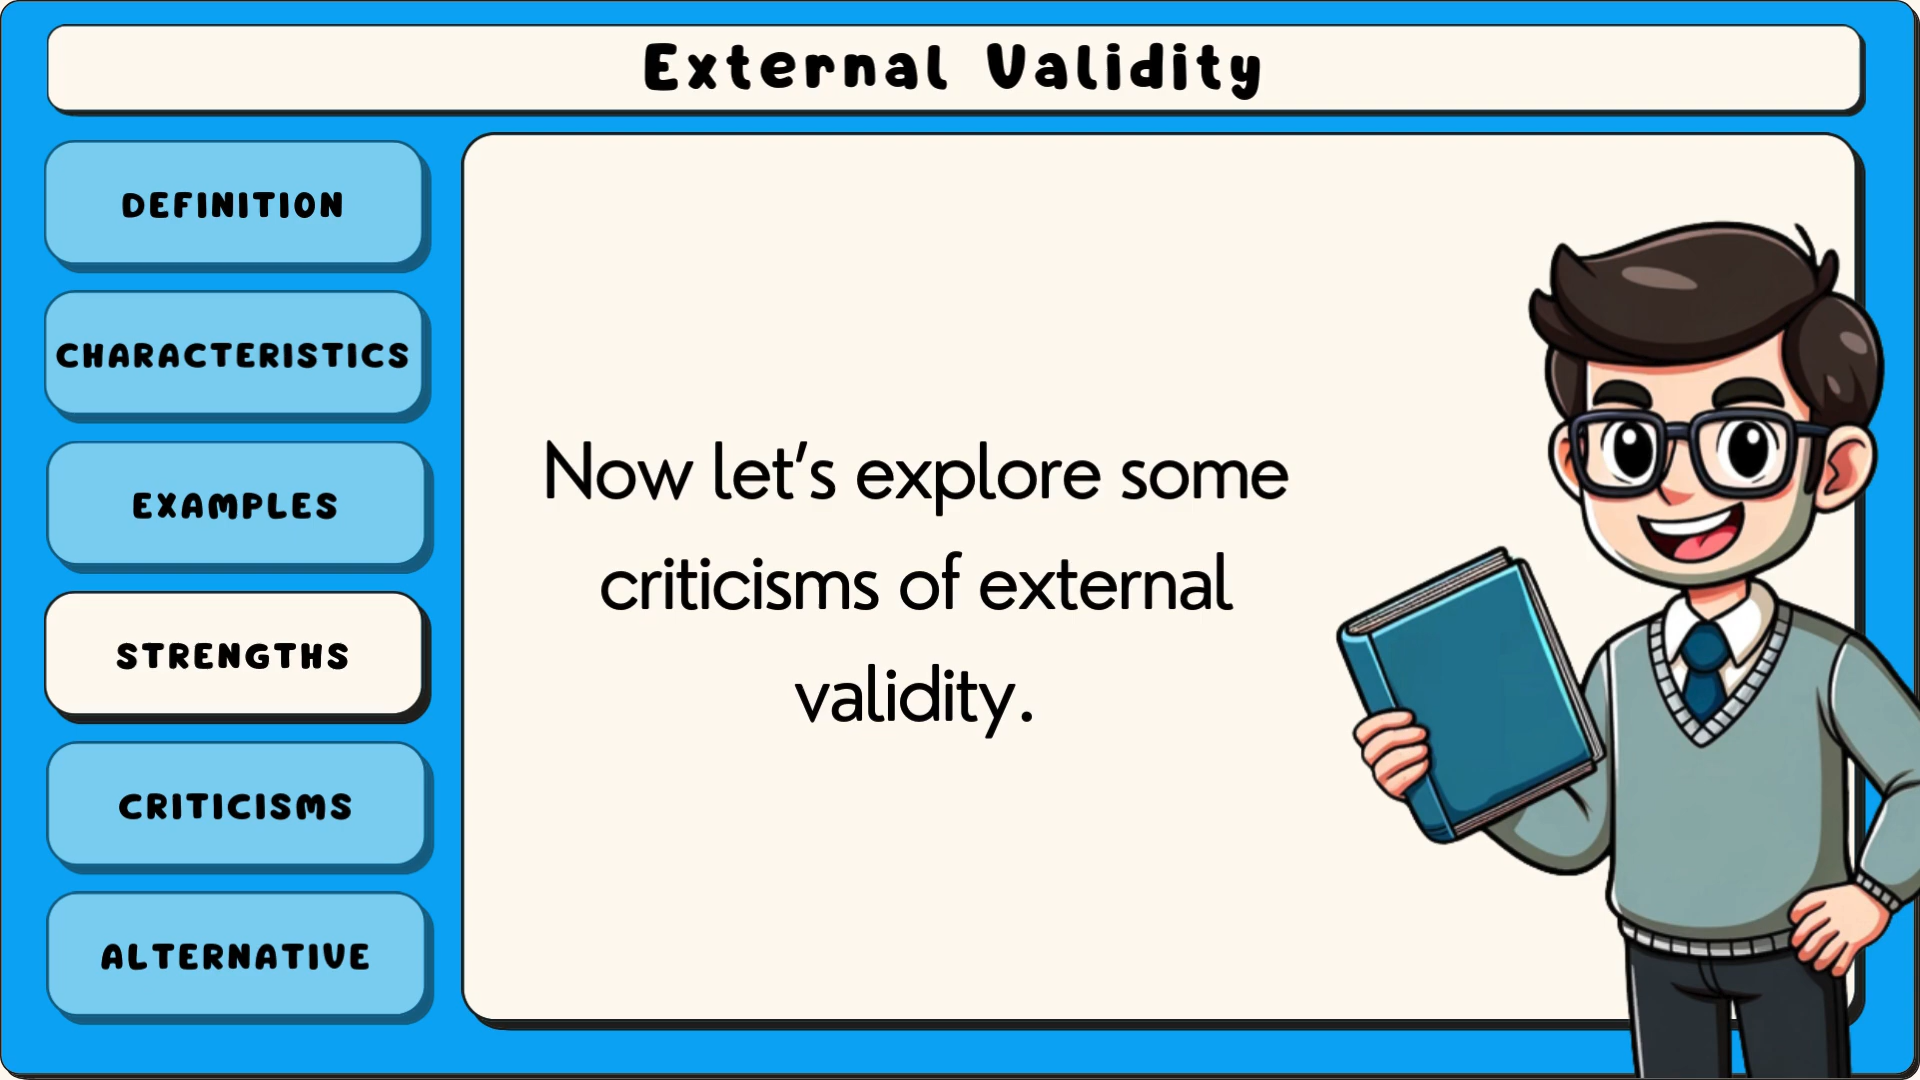 External Validity
DEFINITION
CHARACTERISTICS
EXAMPLES
STRENGTHS
CRITICISMS
ALTERNATIVE
Now let's explore some
criticisms of external
validity.